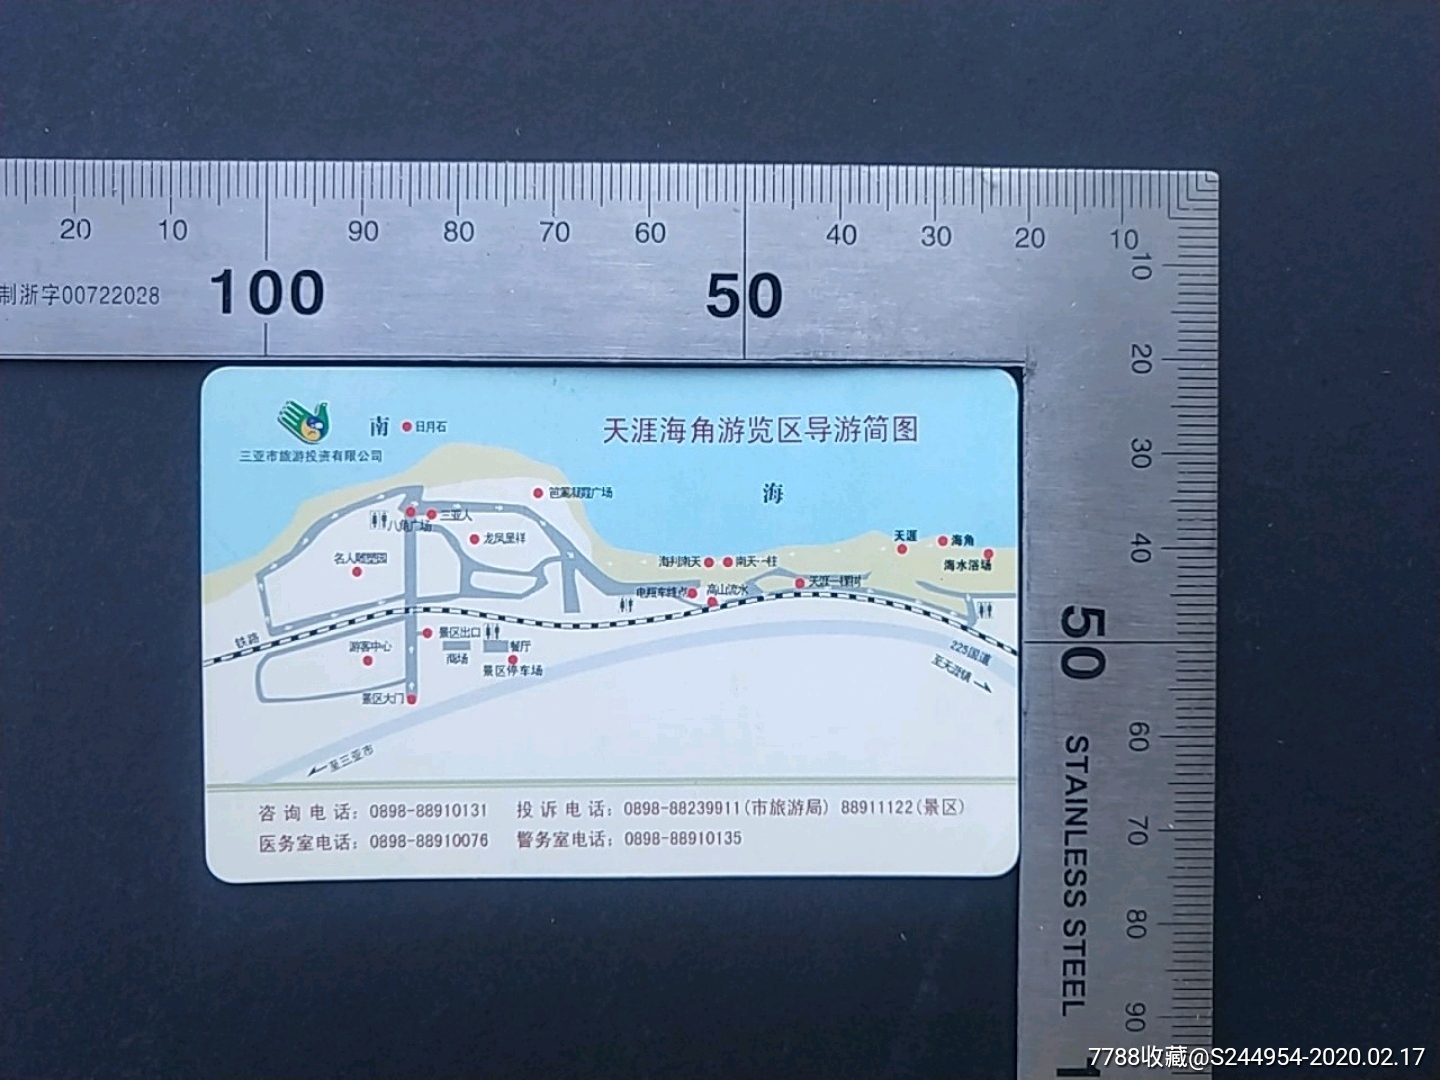 20 10 90 80 70 60 40 30 20 10
制浙字00722028 100 50
10
20
30
40
50
60
70
80
90
STAINLESS STEEL
三亚市旅游投资有限公司
南 日月石
天涯海角游览区导游简图
海
广场
三亚人
八角广场
龙凤呈祥
名人雕塑园
海判南天
南天一柱
天涯
海角
海水浴场
电瓶车终点
高山流水
天涯一棵树
铁路
景区出口
餐厅
游客中心
商场
景区停车场
景区大门
225国道
至天涯镇
至三亚市
咨询电话：0898-88910131 投诉电话：0898-88239911(市旅游局) 88911122(景区)
医务室电话：0898-88910076 警务室电话：0898-88910135
7788收藏@S244954-2020.02.17